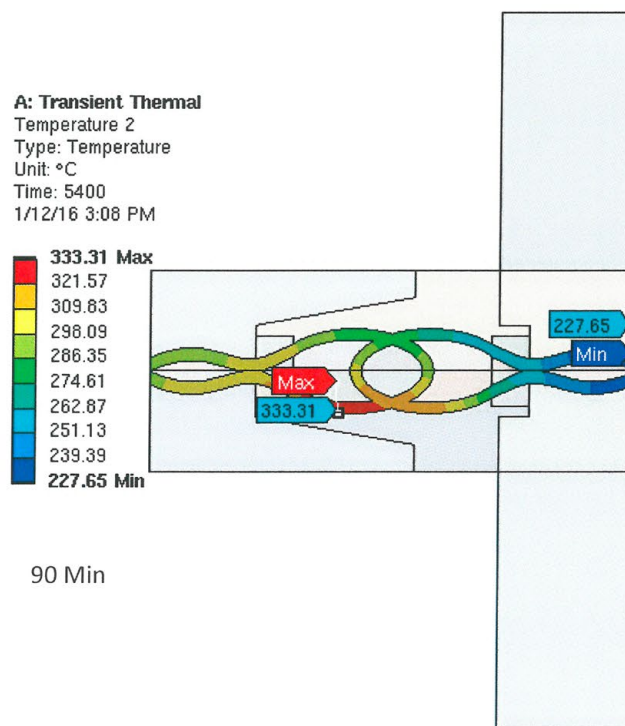 A: Transient Thermal
Temperature 2
Type: Temperature
Unit: °C
Time: 5400
1/12/16 3:08 PM
333.31 Max
321.57
309.83
298.09
286.35
274.61
262.87
251.13
239.39
227.65 Min
227.65
Min
Max
333.31
90 Min